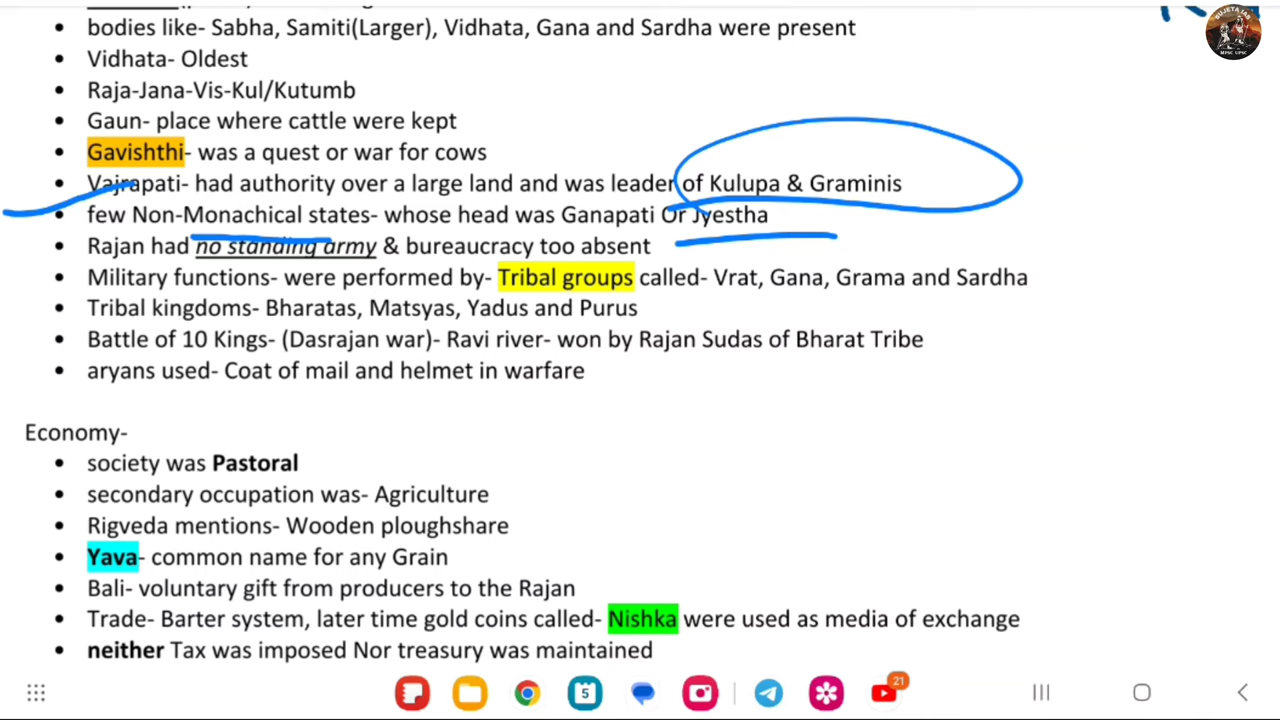 bodies like- Sabha, Samiti(Larger), Vidhata, Gana and Sardha were present
SUJETA IAS
MPSC UPSC
• Vidhata- Oldest
• Raja-Jana-Vis-Kul/Kutumb
• Gaun- place where cattle were kept
• Gavishthi- was a quest or war for cows
• Vajrapati- had authority over a large land and was leader of Kulupa & Graminis
• few Non-Monachical states- whose head was Ganapati Or Jyestha
• Rajan had no standing army & bureaucracy too absent
• Military functions- were performed by- Tribal groups called- Vrat, Gana, Grama and Sardha
• Tribal kingdoms- Bharatas, Matsyas, Yadus and Purus
• Battle of 10 Kings- (Dasrajan war)- Ravi river- won by Rajan Sudas of Bharat Tribe
• aryans used- Coat of mail and helmet in warfare
Economy-
• society was Pastoral
• secondary occupation was- Agriculture
• Rigveda mentions- Wooden ploughshare
• Yava- common name for any Grain
• Bali- voluntary gift from producers to the Rajan
• Trade- Barter system, later time gold coins called- Nishka were used as media of exchange
• neither Tax was imposed Nor treasury was maintained
5
21